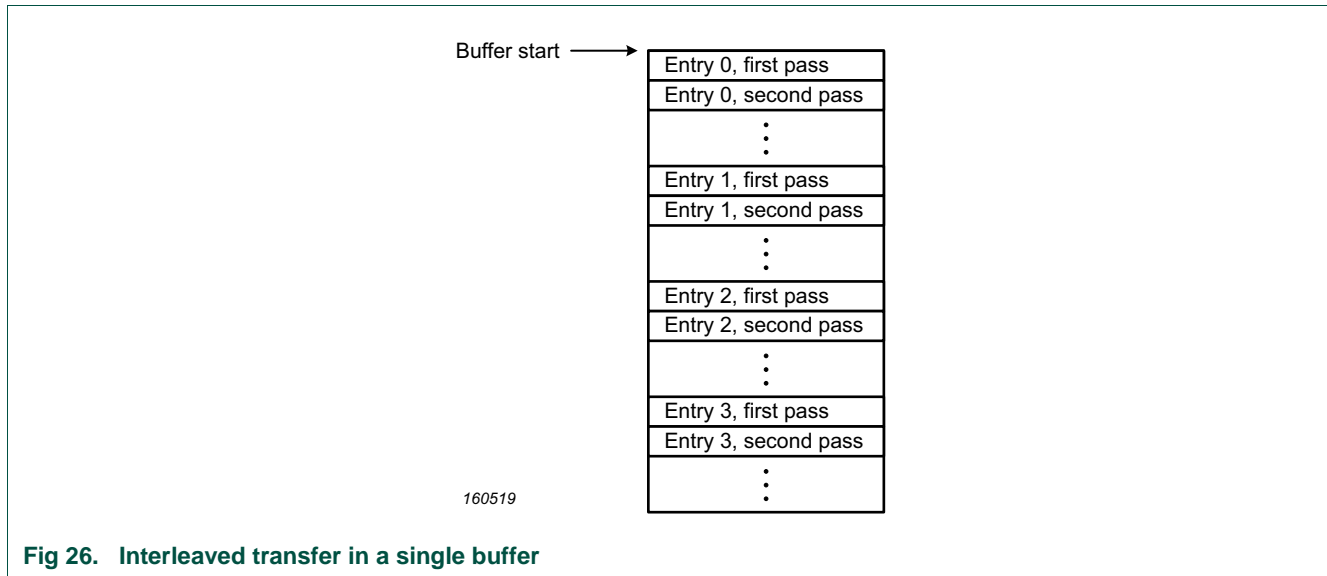 Buffer start
Entry 0, first pass
Entry 0, second pass
Entry 1, first pass
Entry 1, second pass
Entry 2, first pass
Entry 2, second pass
Entry 3, first pass
Entry 3, second pass
160519
Fig 26. Interleaved transfer in a single buffer